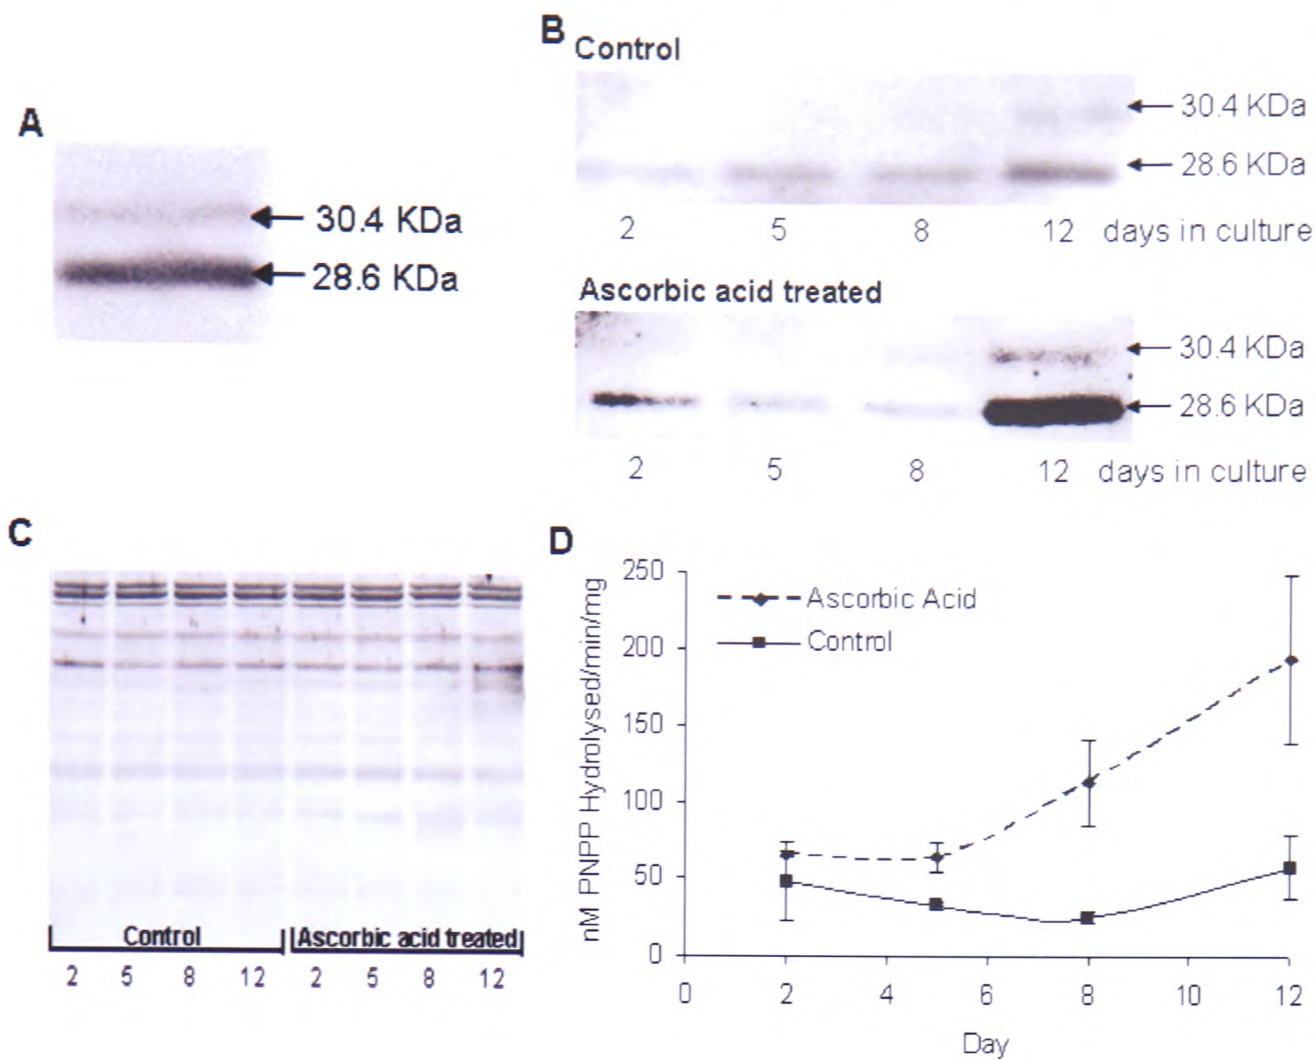 A
30.4 KDa
28.6 KDa
B
Control
30.4 KDa
28.6 KDa
2 5 8 12 days in culture
Ascorbic acid treated
30.4 KDa
28.6 KDa
2 5 8 12 days in culture
C
Control Ascorbic acid treated
2 5 8 12 2 5 8 12
D
nM PNPP Hydrolysed/min/mg
250
200
150
100
50
0
Ascorbic Acid
Control
0 2 4 6 8 10 12
Day